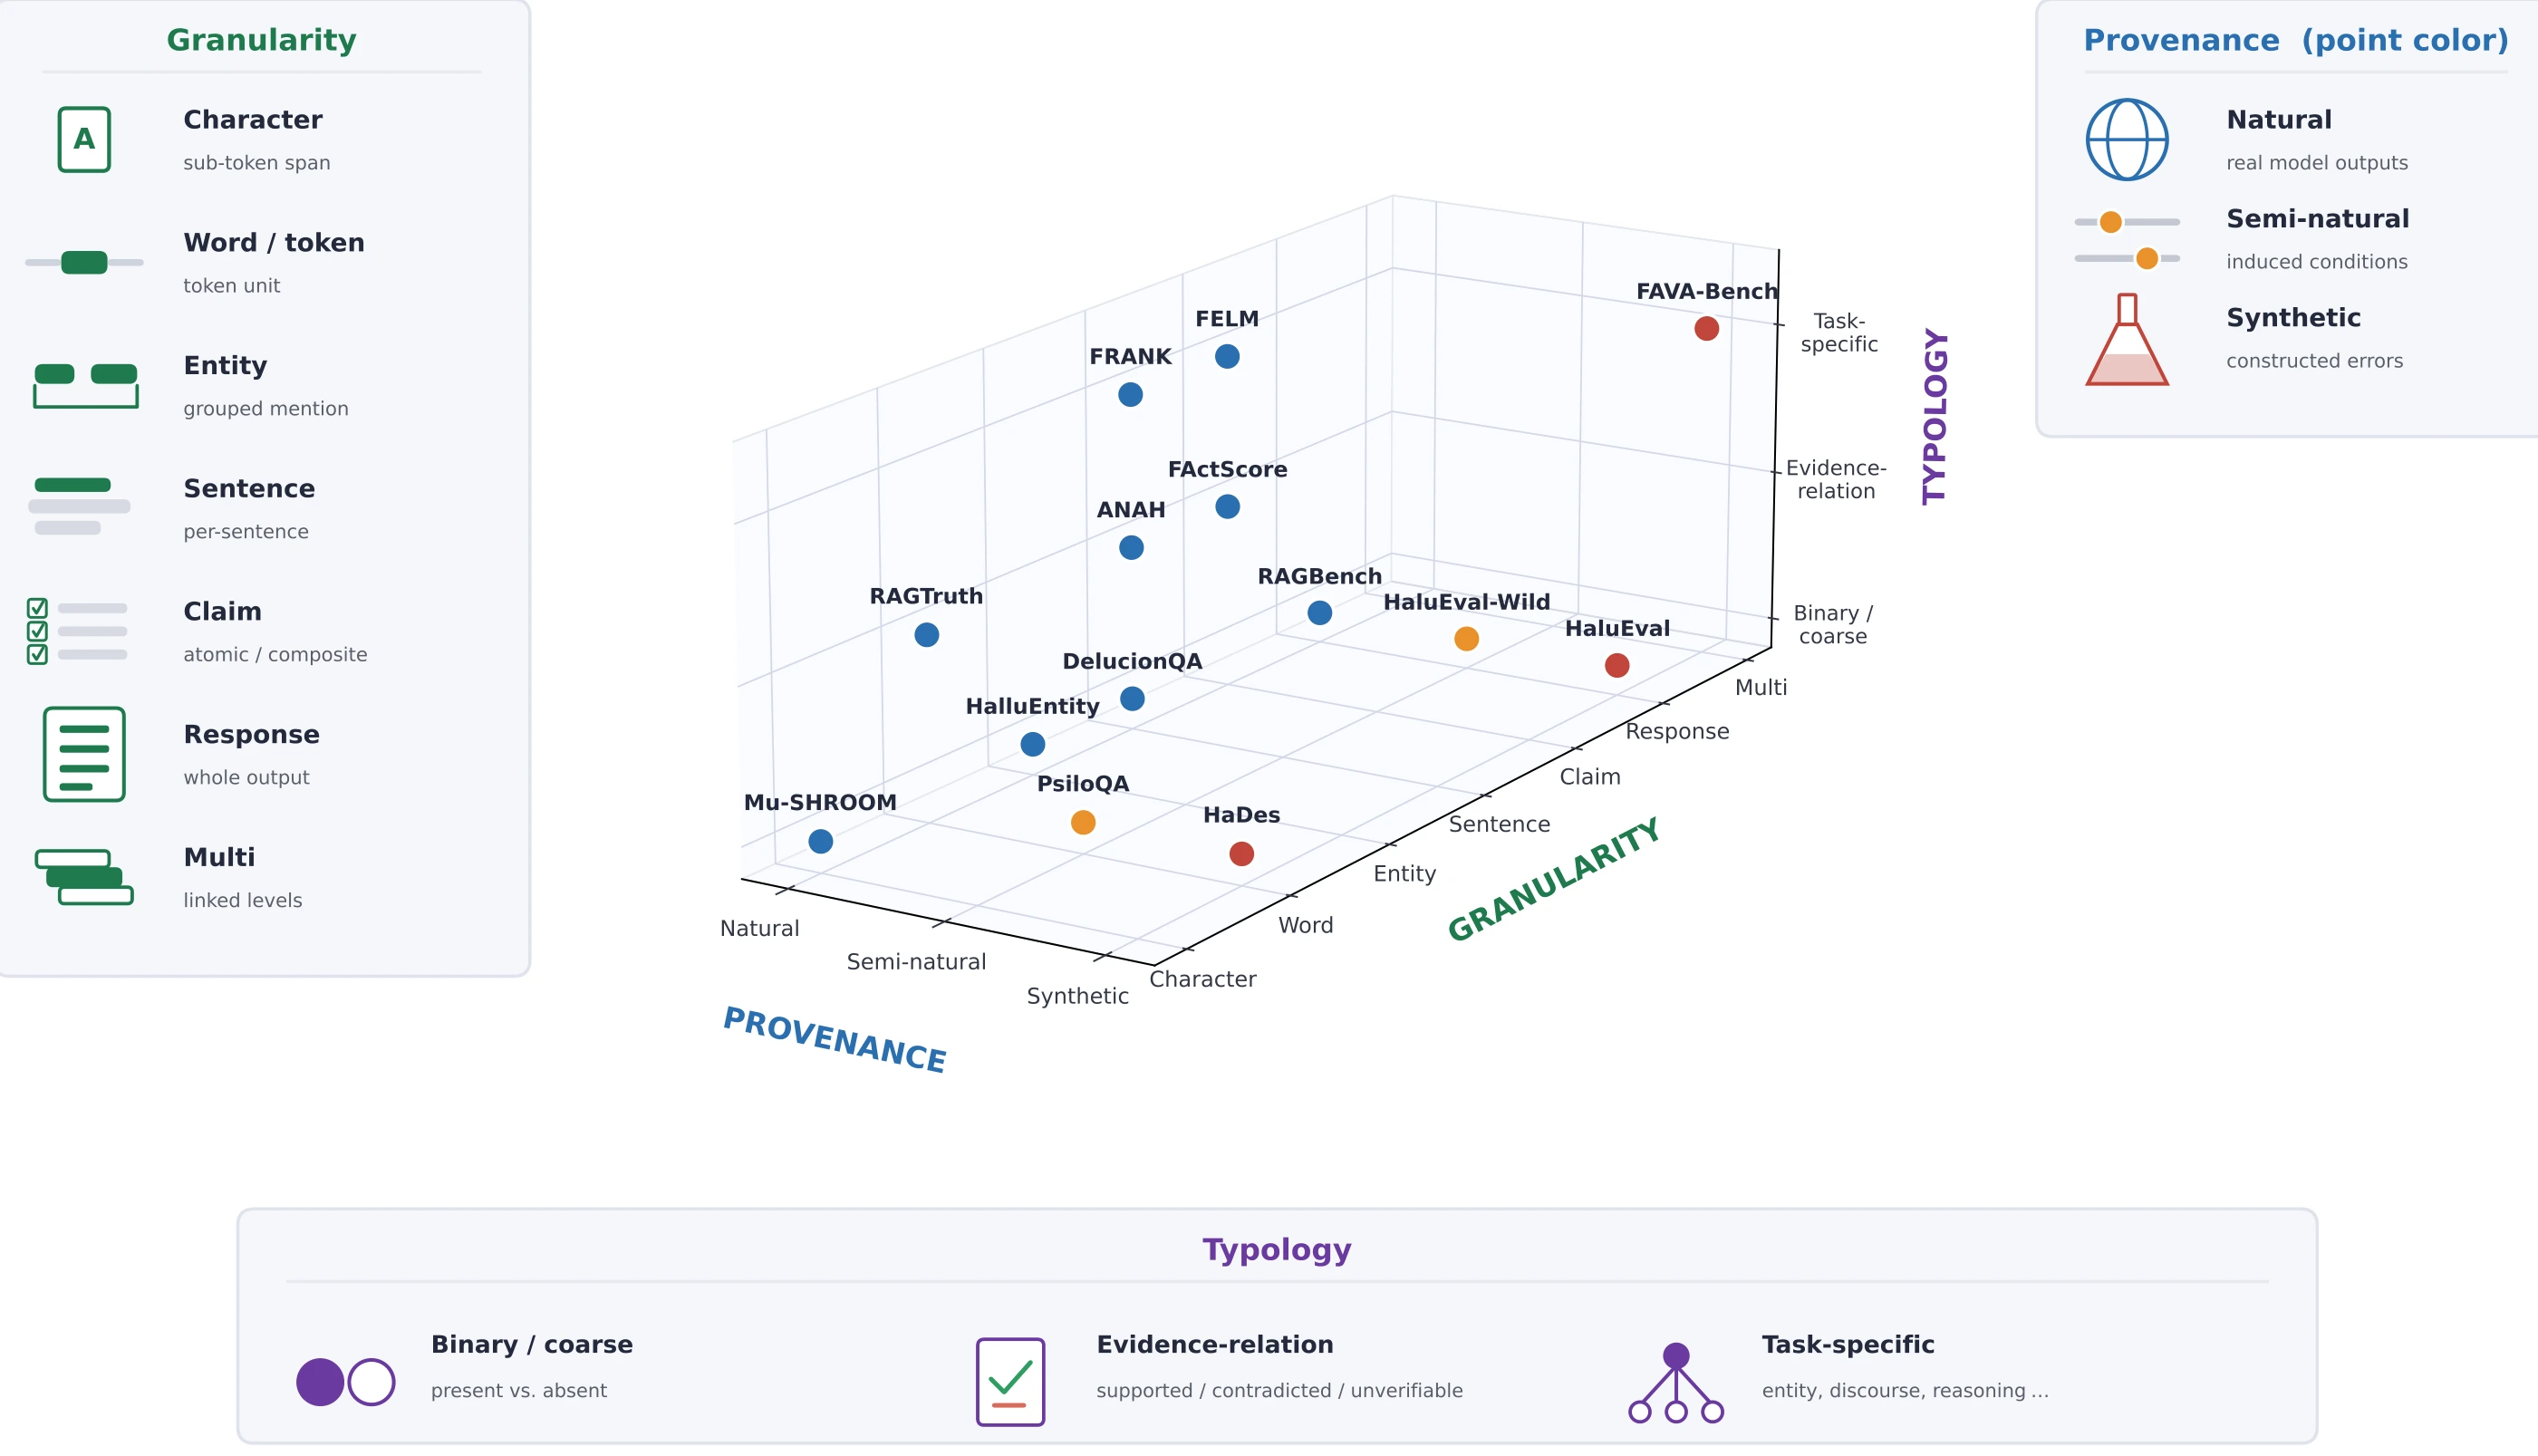 Granularity
A
Character
sub-token span
Word / token
token unit
Entity
grouped mention
Sentence
per-sentence
Claim
atomic / composite
Response
whole output
Multi
linked levels
Provenance (point color)
Natural
real model outputs
Semi-natural
induced conditions
Synthetic
constructed errors
FAVA-Bench
FELM
FRANK
FActScore
ANAH
RAGBench
RAGTruth
HaluEval-Wild
HaluEval
DelucionQA
HalluEntity
PsiloQA
Mu-SHROOM
HaDes
Task-
specific
Evidence-
relation
Binary /
coarse
TYPOLOGY
Multi
Response
Claim
Sentence
Entity
Word
Character
GRANULARITY
Natural
Semi-natural
Synthetic
PROVENANCE
Typology
Binary / coarse
present vs. absent
Evidence-relation
supported / contradicted / unverifiable
Task-specific
entity, discourse, reasoning …